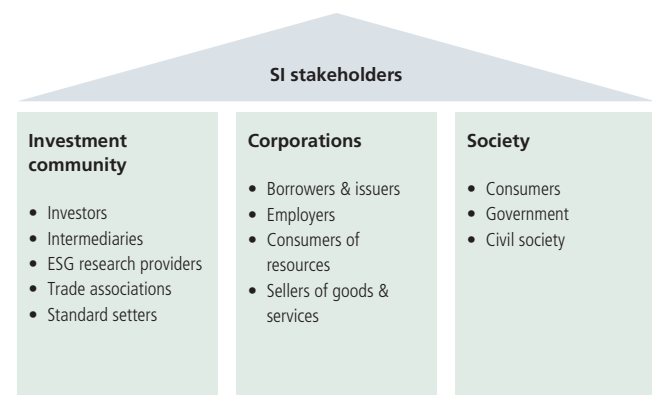 SI stakeholders
Investment
community
• Investors
• Intermediaries
• ESG research providers
• Trade associations
• Standard setters
Corporations
• Borrowers & issuers
• Employers
• Consumers of
resources
• Sellers of goods &
services
Society
• Consumers
• Government
• Civil society